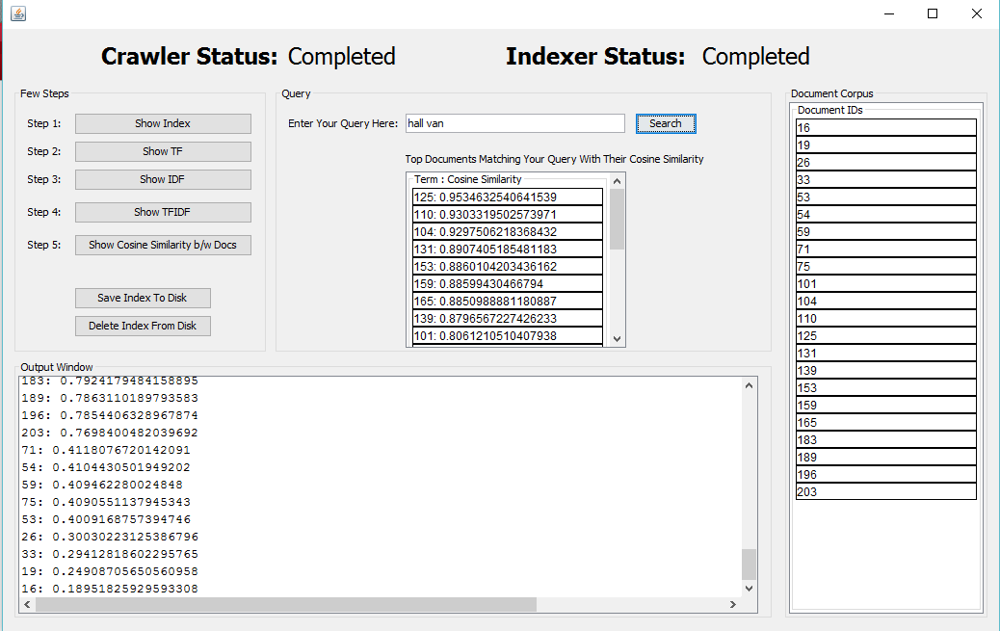 Crawler Status: Completed
Indexer Status: Completed
Few Steps
Step 1: Show Index
Step 2: Show TF
Step 3: Show IDF
Step 4: Show TFIDF
Step 5: Show Cosine Similarity b/w Docs
Save Index To Disk
Delete Index From Disk
Query
Enter Your Query Here: hall van Search
Top Documents Matching Your Query With Their Cosine Similarity
Term : Cosine Similarity
125: 0.9534632540641539
110: 0.9303319502573971
104: 0.9297506218368432
131: 0.8907405185481183
153: 0.8860104203436162
159: 0.88599430466794
165: 0.8850988881180887
139: 0.8796567227426233
101: 0.8061210510407938
Output Window
183: 0.7924179484158895
189: 0.7863110189793583
196: 0.7854406328967874
203: 0.7698400482039692
71: 0.4118076720142091
54: 0.4104430501949202
59: 0.409462280024848
75: 0.4090551137945343
53: 0.4009168757394746
26: 0.30030223125386796
33: 0.29412818602295765
19: 0.24908705650560958
16: 0.18951825929593308
Document Corpus
Document IDs
16
19
26
33
53
54
59
71
75
101
104
110
125
131
139
153
159
165
183
189
196
203